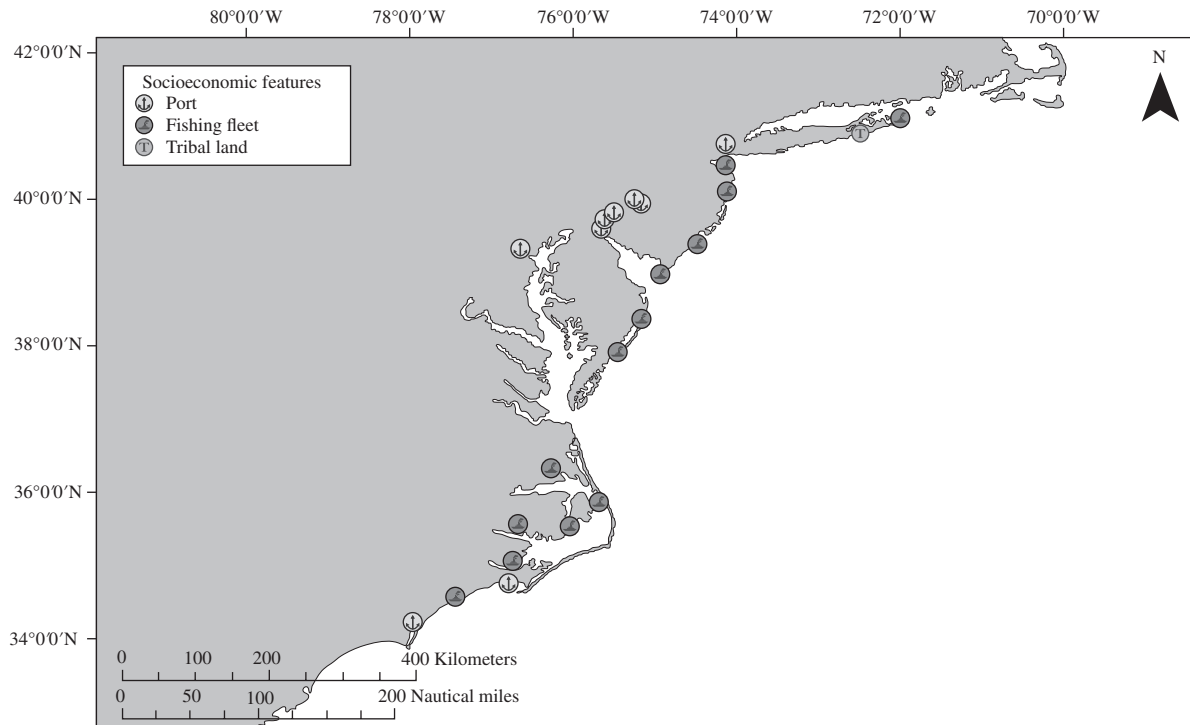 80°0′0″W 78°0′0″W 76°0′0″W 74°0′0″W 72°0′0″W 70°0′0″W
42°0′0″N
N
Socioeconomic features
Port
Fishing fleet
T Tribal land
T
40°0′0″N
38°0′0″N
36°0′0″N
34°0′0″N
0 100 200 400 Kilometers
0 50 100 200 Nautical miles